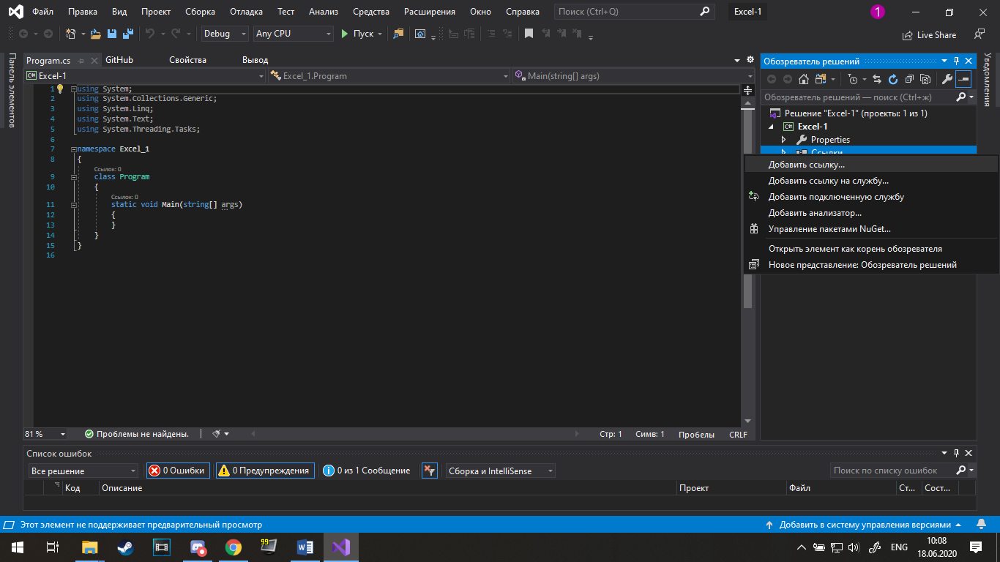 Файл Правка Вид Проект Сборка Отладка Тест Анализ Средства Расширения Окно Справка Поиск (Ctrl+Q) Excel-1 1
Debug Any CPU Пуск Live Share
Панель элементов
Program.cs GitHub Свойства Вывод
Excel-1 Excel_1.Program Main(string[] args)
1 using System;
2 using System.Collections.Generic;
3 using System.Linq;
4 using System.Text;
5 using System.Threading.Tasks;
6
7 namespace Excel_1
8 {
Ссылок: 0
9 class Program
10 {
Ссылок: 0
11 static void Main(string[] args)
12 {
13 }
14 }
15 }
16
81 % Проблемы не найдены. Стр: 1 Симв: 1 Пробелы CRLF
Обозреватель решений
Обозреватель решений — поиск (Ctrl+ж)
Решение "Excel-1" (проекты: 1 из 1)
C# Excel-1
Properties
Ссылки
Добавить ссылку...
Добавить ссылку на службу...
Добавить подключенную службу
Добавить анализатор...
Управление пакетами NuGet...
Открыть элемент как корень обозревателя
Новое представление: Обозреватель решений
Уведомления
Список ошибок
Все решение 0 Ошибки 0 Предупреждения 0 из 1 Сообщение Сборка и IntelliSense Поиск по списку ошибок
Код Описание Проект Файл Ст... Сост...
Этот элемент не поддерживает предварительный просмотр Добавить в систему управления версиями
99 ENG 10:08
18.06.2020